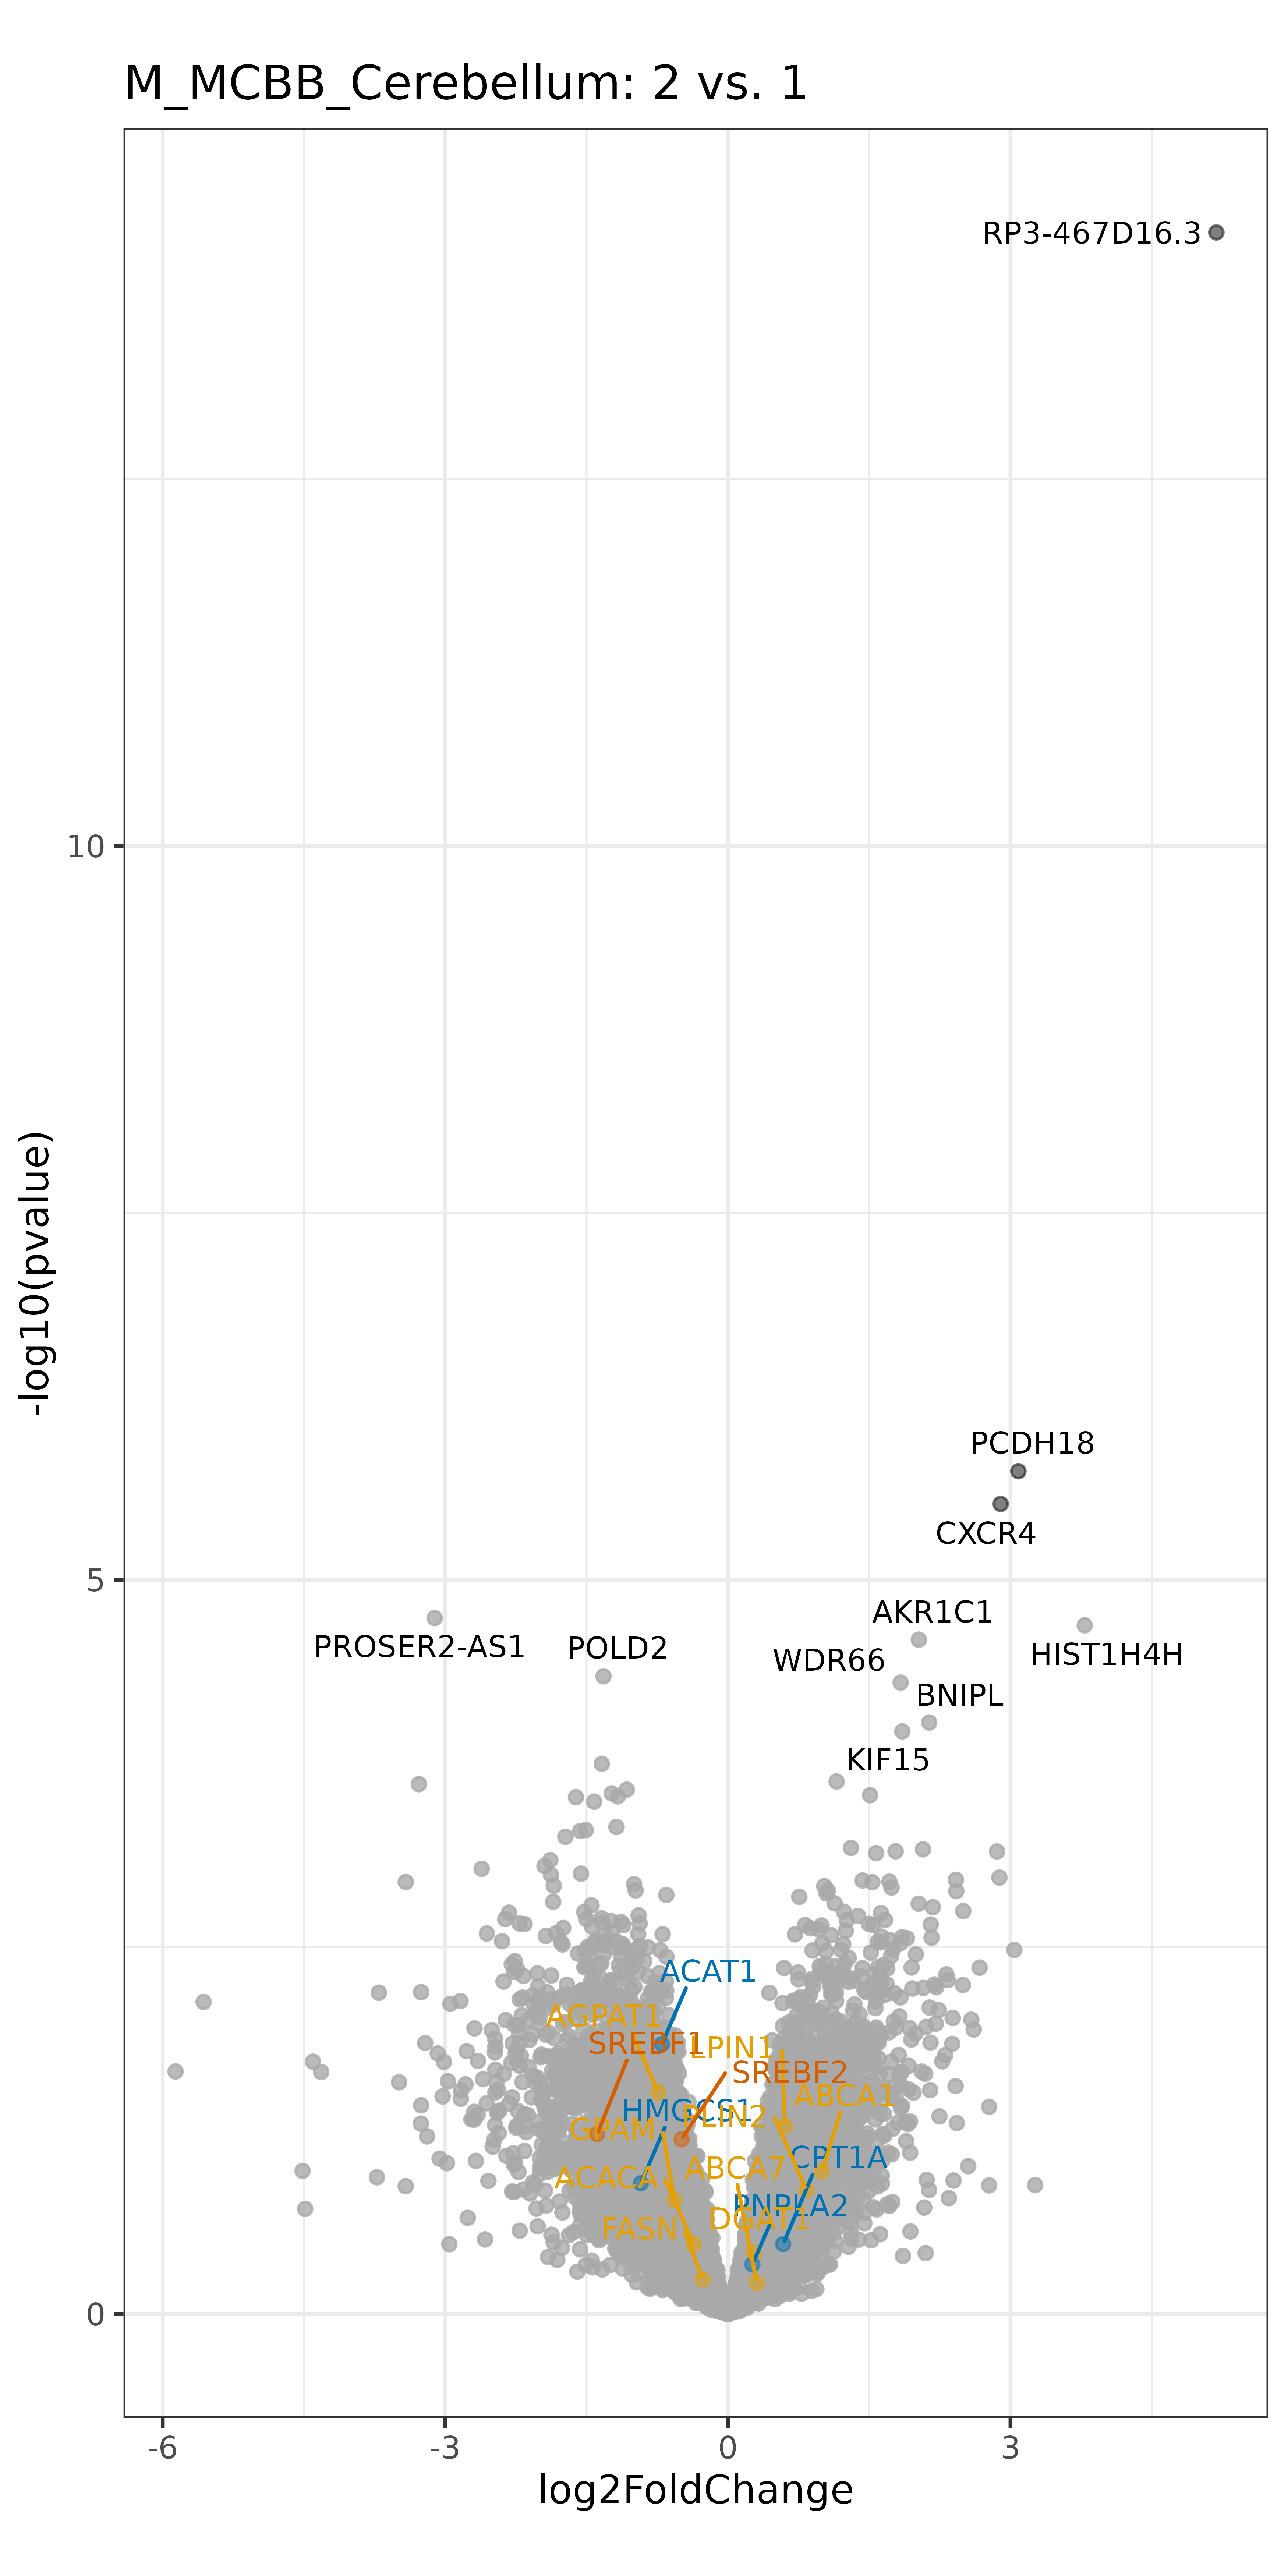 M_MCBB_Cerebellum: 2 vs. 1
RP3-467D16.3
10
-log10(pvalue)
PCDH18
CXCR4
5
AKR1C1
PROSER2-AS1
POLD2
WDR66
HIST1H4H
BNIPL
KIF15
ACAT1
AGPAT1
SREBF1
LPIN1
SREBF2
ABCA1
HMGCS1
PLIN2
GPAM
CPT1A
ABCA7
ACACA
PNPLA2
DGAT1
FASN
0
-6
-3
0
3
log2FoldChange